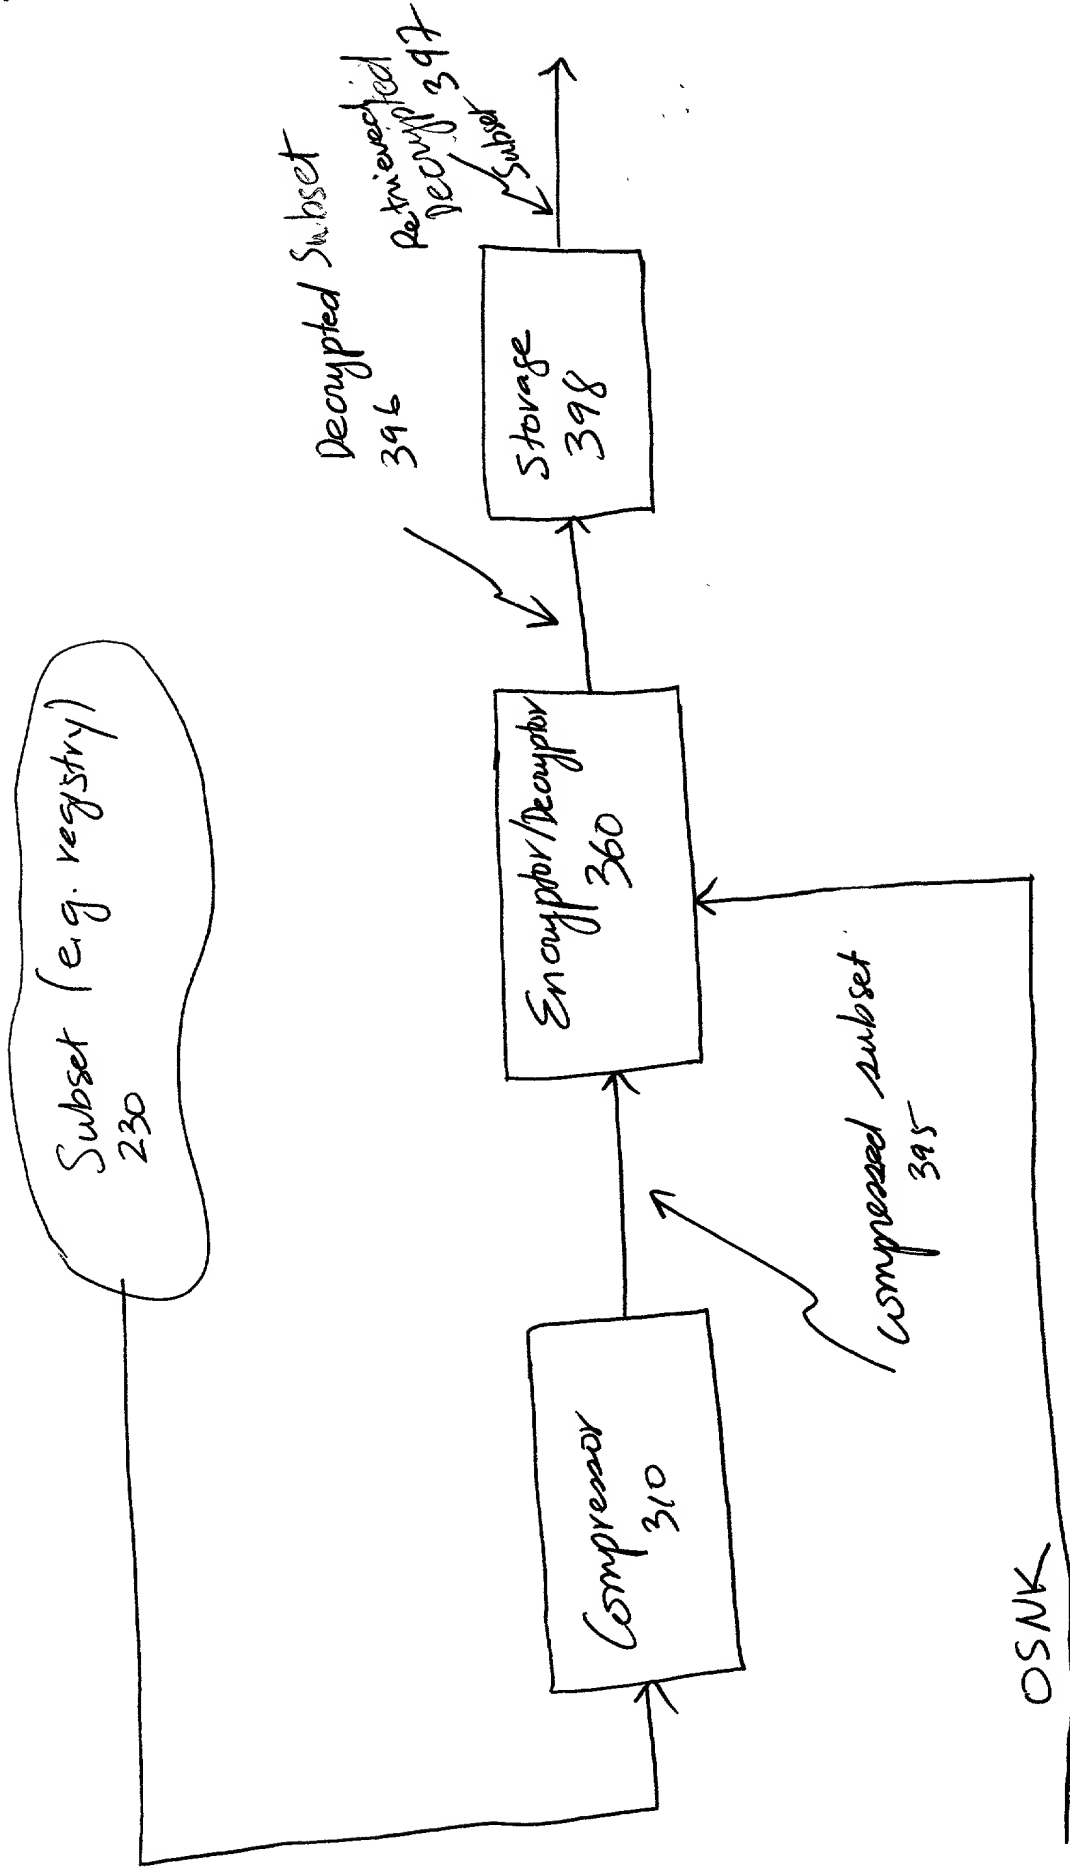 Subset (e.g. registry)
230
Decrypted Subset
396
Retrieved
Decrypted
397
Subset
Compressor
310
Encryptor/Decryptor
360
Storage
398
Compressed subset
395
OSNK